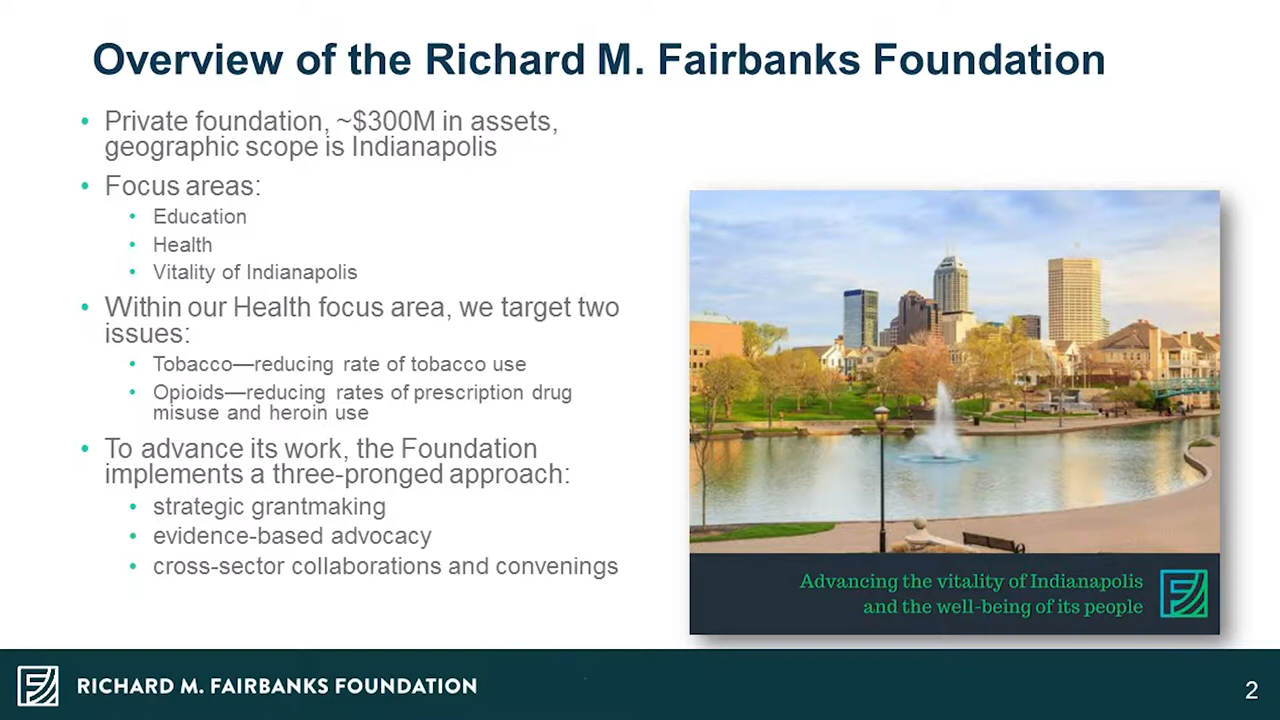 Overview of the Richard M. Fairbanks Foundation
• Private foundation, ~$300M in assets,
geographic scope is Indianapolis
• Focus areas:
• Education
• Health
• Vitality of Indianapolis
• Within our Health focus area, we target two
issues:
• Tobacco—reducing rate of tobacco use
• Opioids—reducing rates of prescription drug
misuse and heroin use
• To advance its work, the Foundation
implements a three-pronged approach:
• strategic grantmaking
• evidence-based advocacy
• cross-sector collaborations and convenings
Advancing the vitality of Indianapolis
and the well-being of its people
RICHARD M. FAIRBANKS FOUNDATION
2